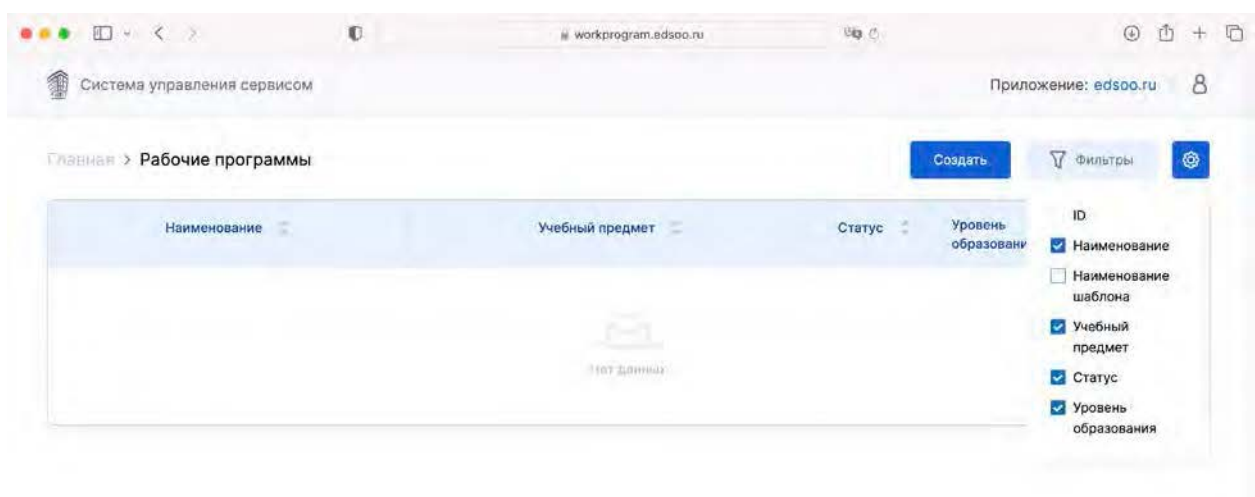 workprogram.edsoo.ru
Система управления сервисом
Приложение: edsoo.ru
Главная > Рабочие программы
Создать
Фильтры
Наименование
Учебный предмет
Статус
Уровень
образовани
ID
Наименование
Наименование
шаблона
Учебный
предмет
Статус
Уровень
образования
Нет данных